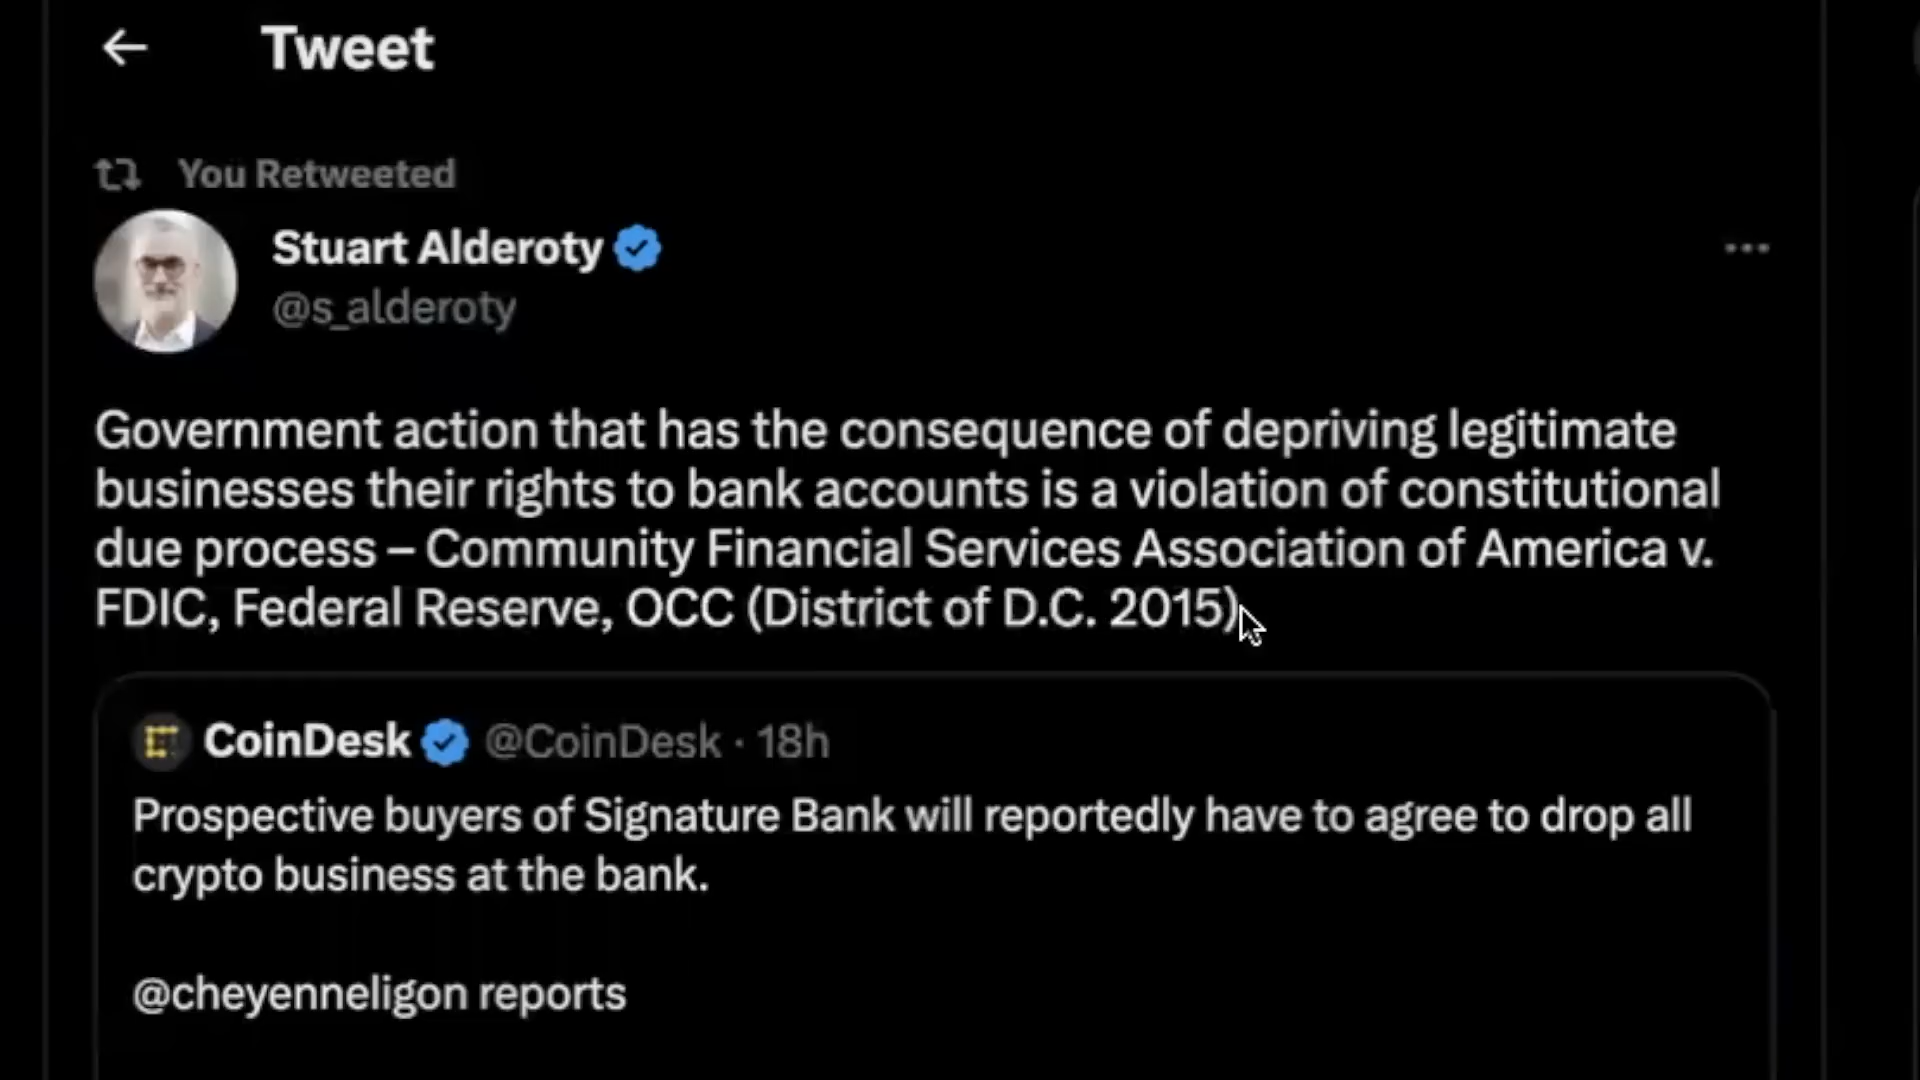 Tweet
You Retweeted
Stuart Alderoty
@s_alderoty
Government action that has the consequence of depriving legitimate
businesses their rights to bank accounts is a violation of constitutional
due process – Community Financial Services Association of America v.
FDIC, Federal Reserve, OCC (District of D.C. 2015)
CoinDesk @CoinDesk · 18h
Prospective buyers of Signature Bank will reportedly have to agree to drop all
crypto business at the bank.
@cheyenneligon reports